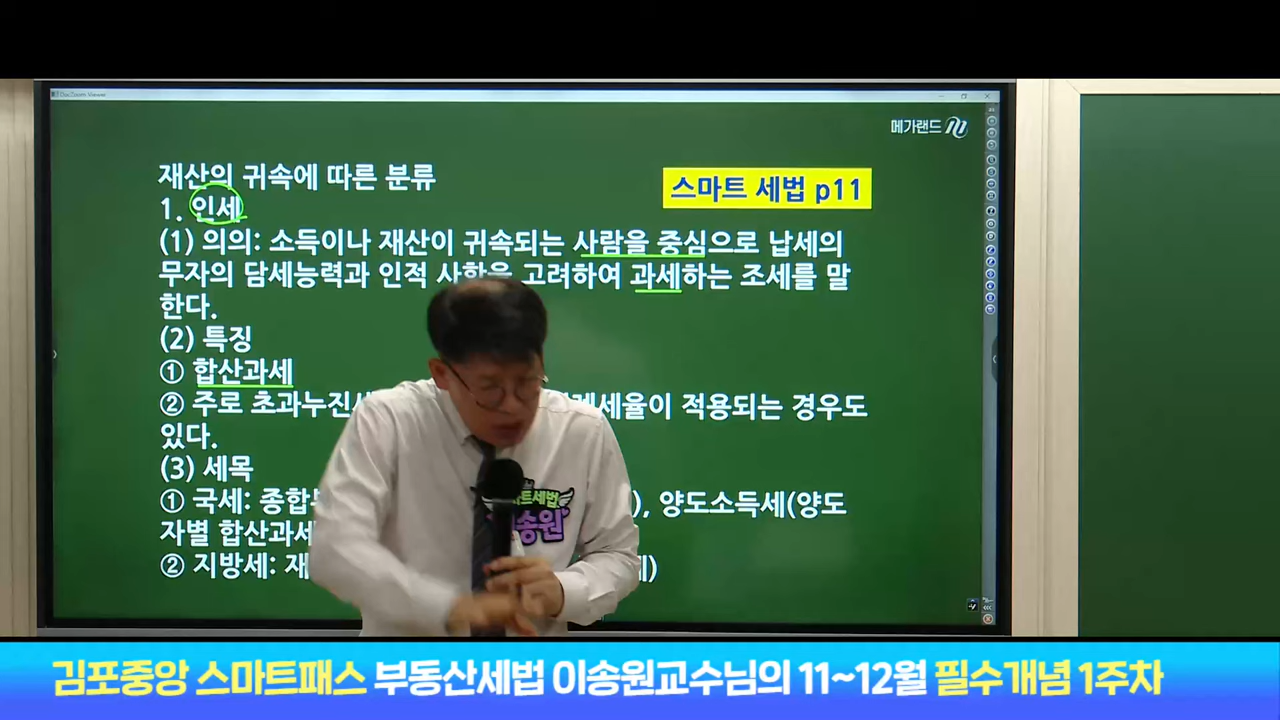 DocZoom Viewer
메가랜드
재산의 귀속에 따른 분류
스마트 세법 p11
1. 인세
(1) 의의: 소득이나 재산이 귀속되는 사람을 중심으로 납세의
무자의 담세능력과 인적 사항을 고려하여 과세하는 조세를 말
한다.
(2) 특징
① 합산과세
② 주로 초과누진세 세율이 적용되는 경우도
있다.
(3) 세목
① 국세: 종합부 ), 양도소득세(양도
자별 합산과세
② 지방세: 재 )
스마트세법
이송원
김포중앙 스마트패스 부동산세법 이송원교수님의 11~12월 필수개념 1주차